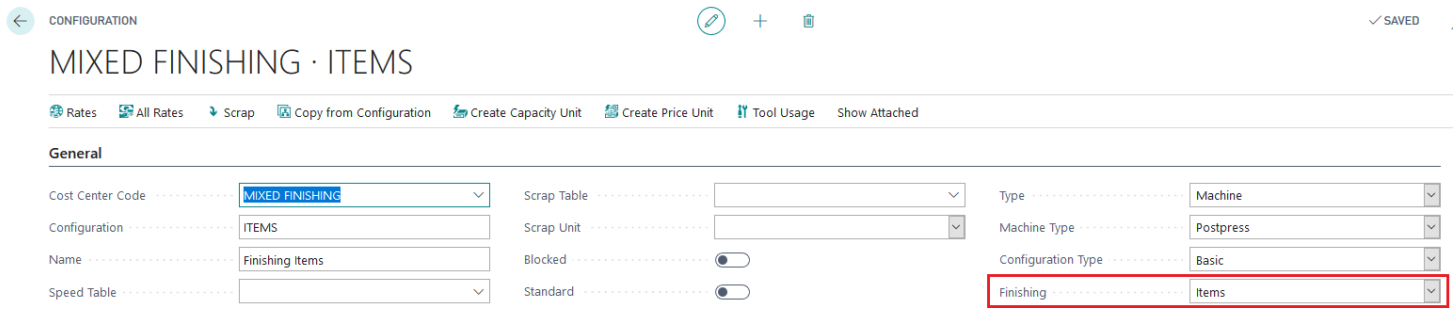 CONFIGURATION
SAVED
MIXED FINISHING · ITEMS
Rates All Rates Scrap Copy from Configuration Create Capacity Unit Create Price Unit Tool Usage Show Attached
General
Cost Center Code MIXED FINISHING Scrap Table Type Machine
Configuration ITEMS Scrap Unit Machine Type Postpress
Name Finishing Items Blocked Configuration Type Basic
Speed Table Standard Finishing Items